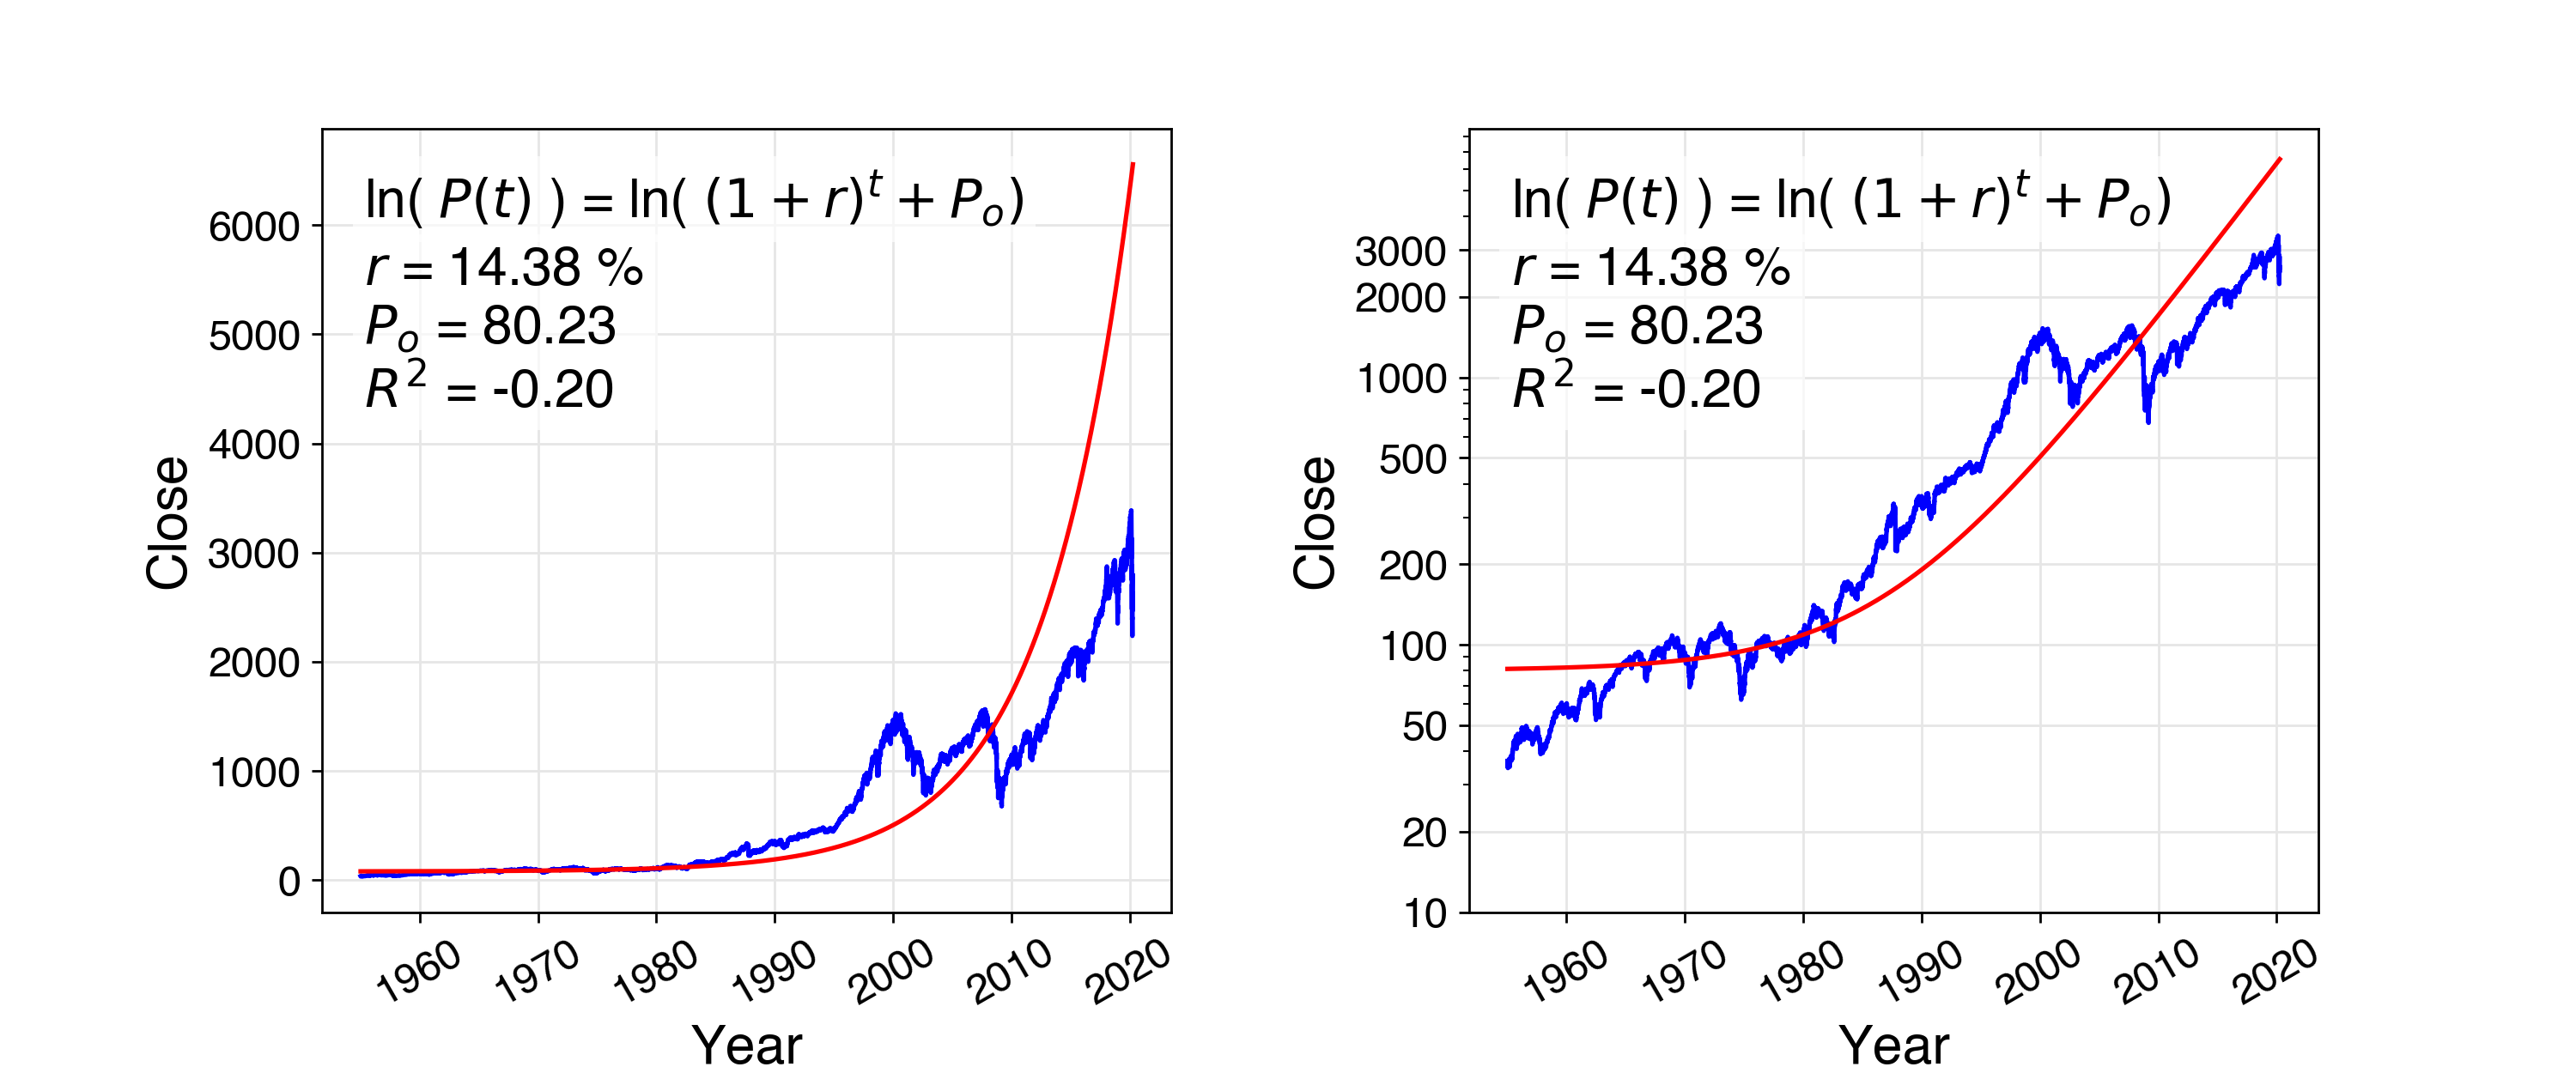 ln( P(t) ) = ln( (1 + r)^t + P_o)
r = 14.38 %
P_o = 80.23
R^2 = -0.20
6000
5000
4000
3000
2000
1000
0
Close
1960 1970 1980 1990 2000 2010 2020
Year
ln( P(t) ) = ln( (1 + r)^t + P_o)
r = 14.38 %
P_o = 80.23
R^2 = -0.20
3000
2000
1000
500
200
100
50
20
10
Close
1960 1970 1980 1990 2000 2010 2020
Year